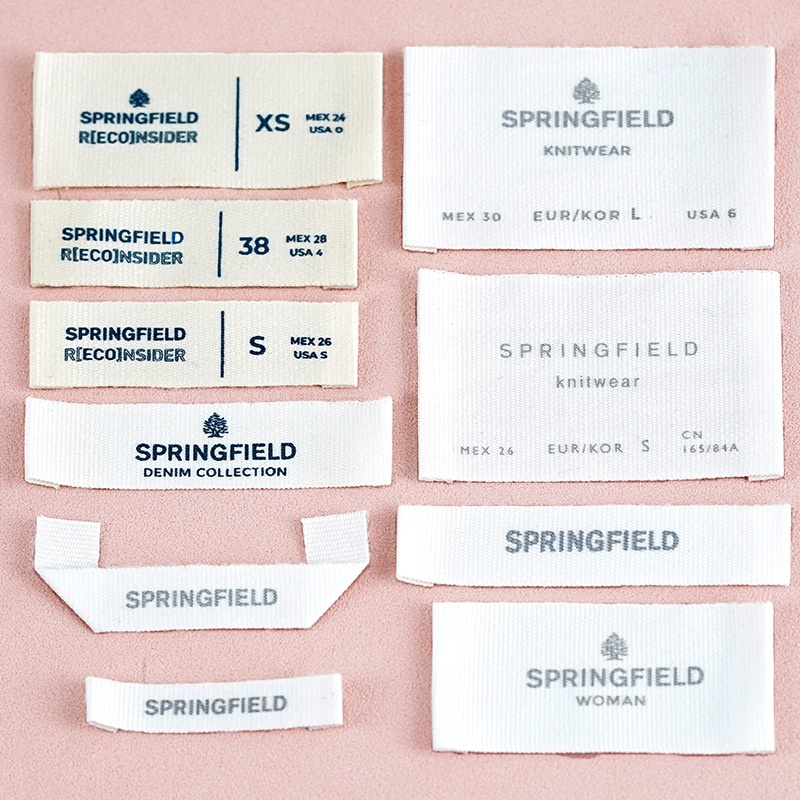 SPRINGFIELD
R[ECO]NSIDER
XS
MEX 24
USA 0
SPRINGFIELD
R[ECO]NSIDER
38
MEX 28
USA 4
SPRINGFIELD
R[ECO]NSIDER
S
MEX 26
USA S
SPRINGFIELD
DENIM COLLECTION
SPRINGFIELD
SPRINGFIELD
SPRINGFIELD
KNITWEAR
MEX 30 EUR/KOR L USA 6
SPRINGFIELD
knitwear
MEX 26 EUR/KOR S CN 165/84A
SPRINGFIELD
SPRINGFIELD
WOMAN